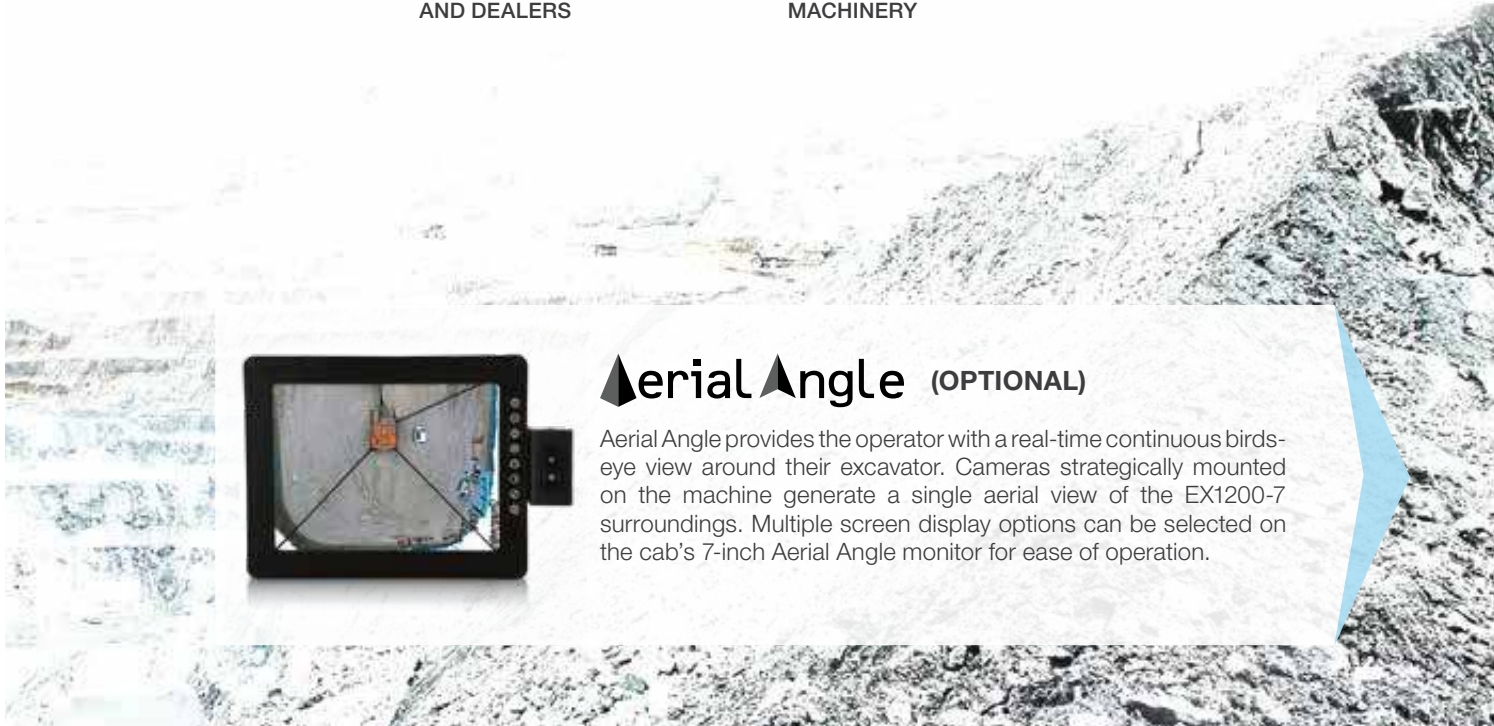 AND DEALERS
MACHINERY
Aerial Angle (OPTIONAL)
Aerial Angle provides the operator with a real-time continuous birds-
eye view around their excavator. Cameras strategically mounted
on the machine generate a single aerial view of the EX1200-7
surroundings. Multiple screen display options can be selected on
the cab's 7-inch Aerial Angle monitor for ease of operation.